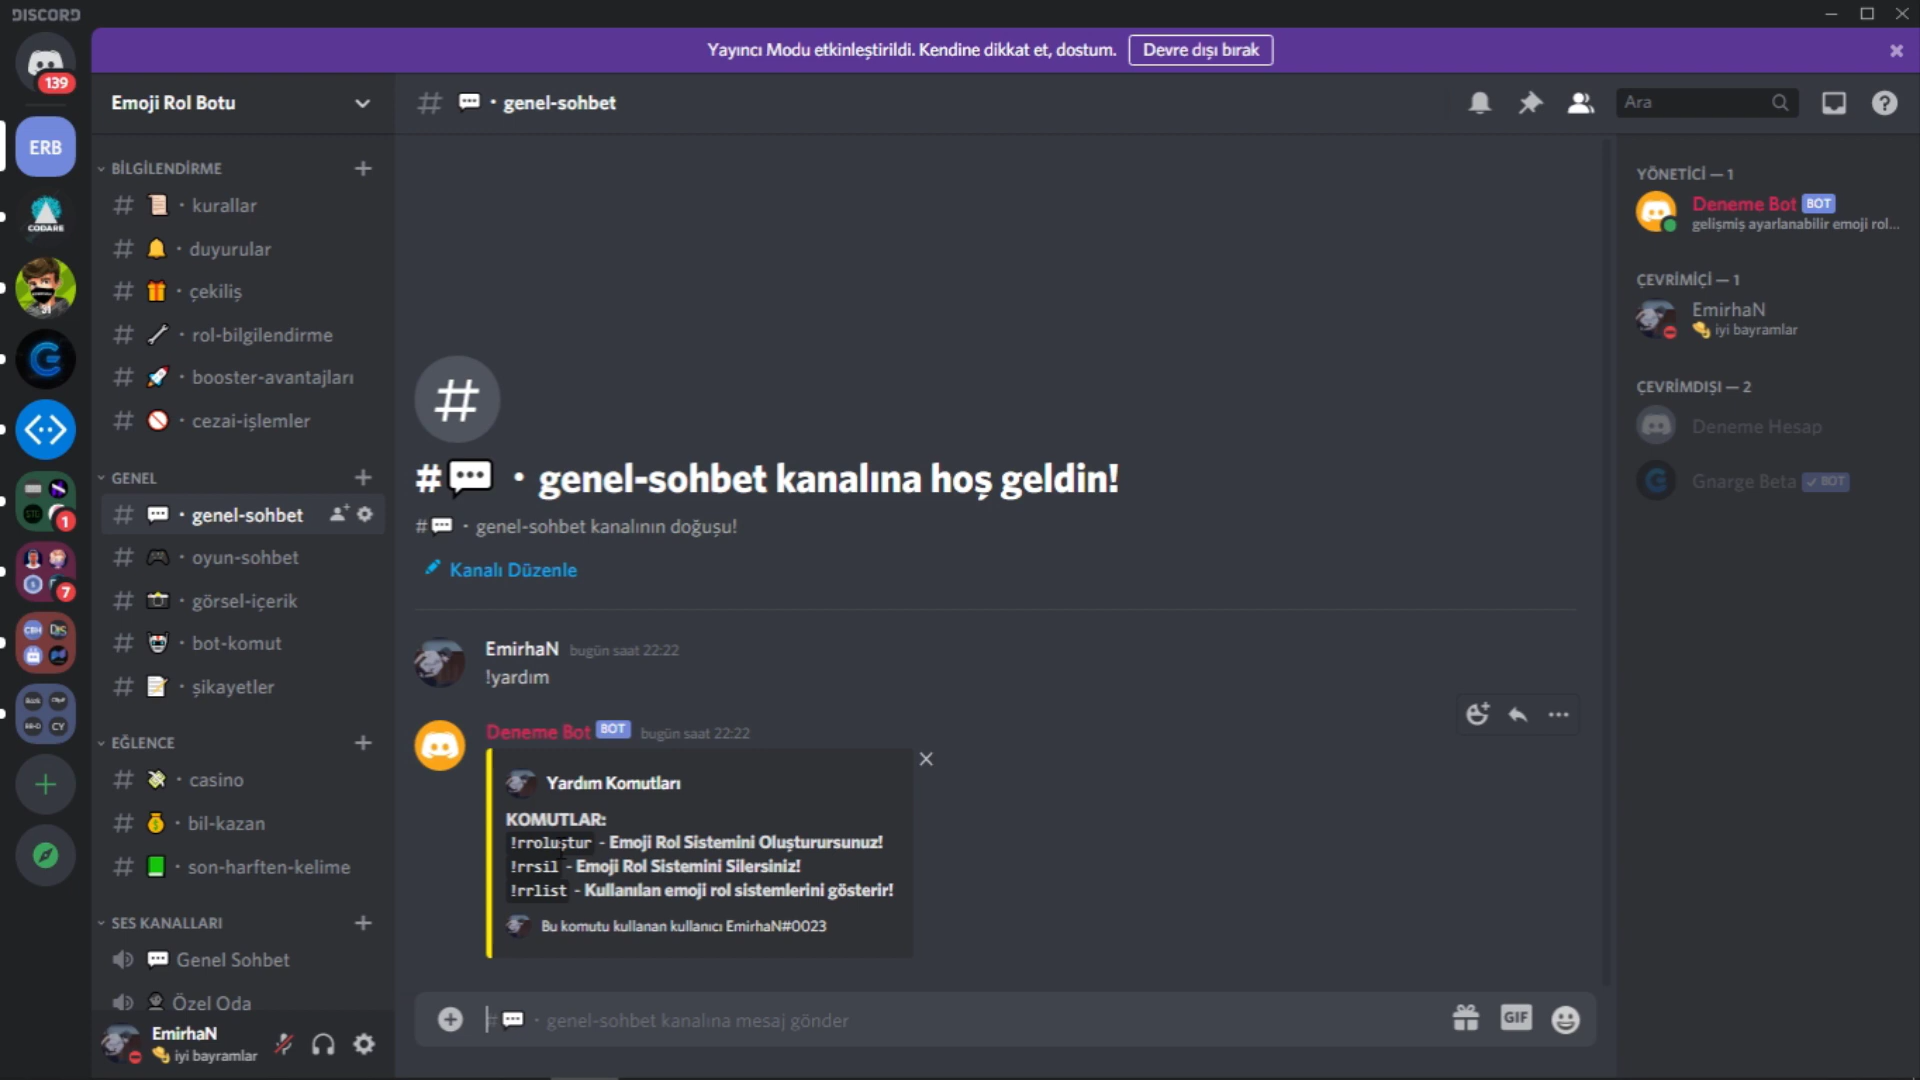 DISCORD
Yayıncı Modu etkinleştirildi. Kendine dikkat et, dostum. Devre dışı bırak
139
ERB
CODARE
1
7
CY
Emoji Rol Botu
BİLGİLENDİRME
kurallar
duyurular
çekiliş
rol-bilgilendirme
booster-avantajları
cezai-işlemler
GENEL
genel-sohbet
oyun-sohbet
görsel-içerik
bot-komut
şikayetler
EĞLENCE
casino
bil-kazan
son-harften-kelime
SES KANALLARI
Genel Sohbet
Özel Oda
EmirhaN
iyi bayramlar
# 💬 • genel-sohbet
Ara
#💬 • genel-sohbet kanalına hoş geldin!
#💬 • genel-sohbet kanalının doğuşu!
Kanalı Düzenle
EmirhaN bugün saat 22:22
!yardım
Deneme Bot BOT bugün saat 22:22
Yardım Komutları
KOMUTLAR:
!rroluştur - Emoji Rol Sistemini Oluşturursunuz!
!rrsil - Emoji Rol Sistemini Silersiniz!
!rrlist - Kullanılan emoji rol sistemlerini gösterir!
Bu komutu kullanan kullanıcı EmirhaN#0023
#💬 • genel-sohbet kanalına mesaj gönder
GIF
YÖNETİCİ — 1
Deneme Bot BOT
gelişmiş ayarlanabilir emoji rol...
ÇEVRİMİÇİ — 1
EmirhaN
iyi bayramlar
ÇEVRİMDIŞI — 2
Deneme Hesap
Gnarge Beta ✓ BOT